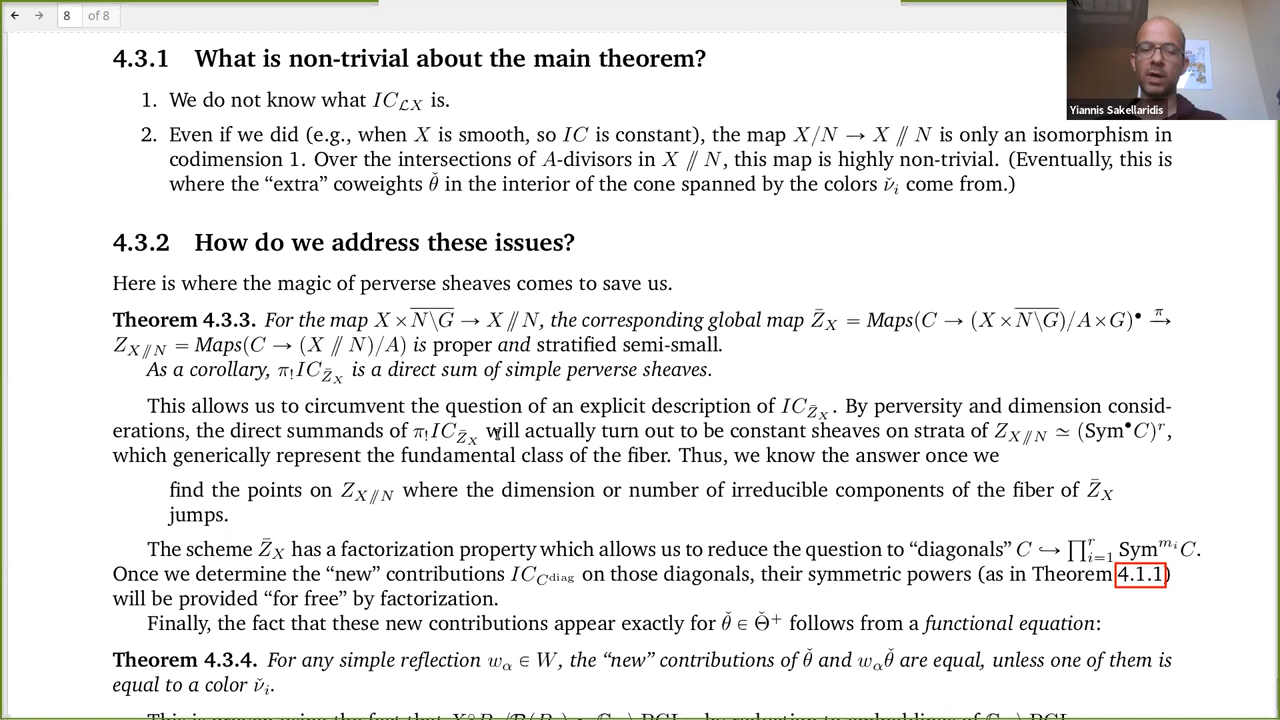 8 of 8
Yiannis Sakellaridis
4.3.1 What is non-trivial about the main theorem?
1. We do not know what IC_{ℒX} is.
2. Even if we did (e.g., when X is smooth, so IC is constant), the map X/N → X ⫽ N is only an isomorphism in
codimension 1. Over the intersections of A-divisors in X ⫽ N, this map is highly non-trivial. (Eventually, this is
where the “extra” coweights θ̌ in the interior of the cone spanned by the colors ν̌_i come from.)
4.3.2 How do we address these issues?
Here is where the magic of perverse sheaves comes to save us.
Theorem 4.3.3. For the map X × \overline{N\G} → X ⫽ N, the corresponding global map Z̄_X = Maps(C → (X × \overline{N\G})/A × G)^• →^π
Z_{X⫽N} = Maps(C → (X ⫽ N)/A) is proper and stratified semi-small.
As a corollary, π_!IC_{Z̄_X} is a direct sum of simple perverse sheaves.
This allows us to circumvent the question of an explicit description of IC_{Z̄_X}. By perversity and dimension consid-
erations, the direct summands of π_!IC_{Z̄_X} will actually turn out to be constant sheaves on strata of Z_{X⫽N} ≃ (Sym^•C)^r,
which generically represent the fundamental class of the fiber. Thus, we know the answer once we
find the points on Z_{X⫽N} where the dimension or number of irreducible components of the fiber of Z̄_X
jumps.
The scheme Z̄_X has a factorization property which allows us to reduce the question to “diagonals” C ↪ ∏_{i=1}^r Sym^{m_i}C.
Once we determine the “new” contributions IC_{C^{diag}} on those diagonals, their symmetric powers (as in Theorem 4.1.1)
will be provided “for free” by factorization.
Finally, the fact that these new contributions appear exactly for θ̌ ∈ Θ̌^+ follows from a functional equation:
Theorem 4.3.4. For any simple reflection w_α ∈ W, the “new” contributions of θ̌ and w_αθ̌ are equal, unless one of them is
equal to a color ν̌_i.